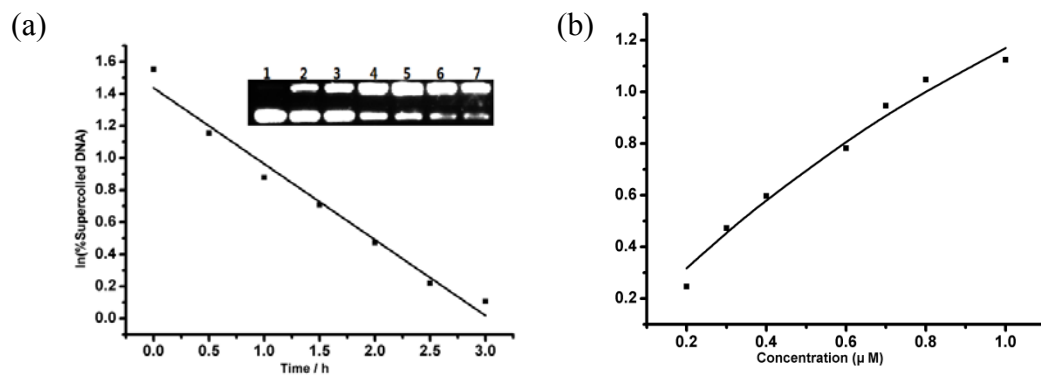 (a)
ln(%Supercolled DNA)
1.6
1.4
1.2
1.0
0.8
0.6
0.4
0.2
0.0
1 2 3 4 5 6 7
0.0 0.5 1.0 1.5 2.0 2.5 3.0
Time / h
(b)
1.2
1.0
0.8
0.6
0.4
0.2
0.2 0.4 0.6 0.8 1.0
Concentration (μ M)